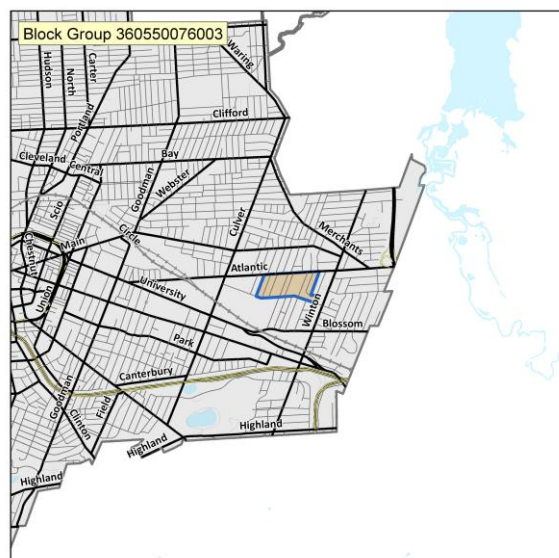 Block Group 360550076003
Waring
Hudson
North
Carter
Portland
Clifford
Bay
Cleveland
Central
Goodman
Webster
Scio
Culver
Merchants
Circle
Main
Chestnut
Atlantic
University
Union
Winton
Blossom
Park
Canterbury
Goodman
Field
Clinton
Highland
Highland
Highland